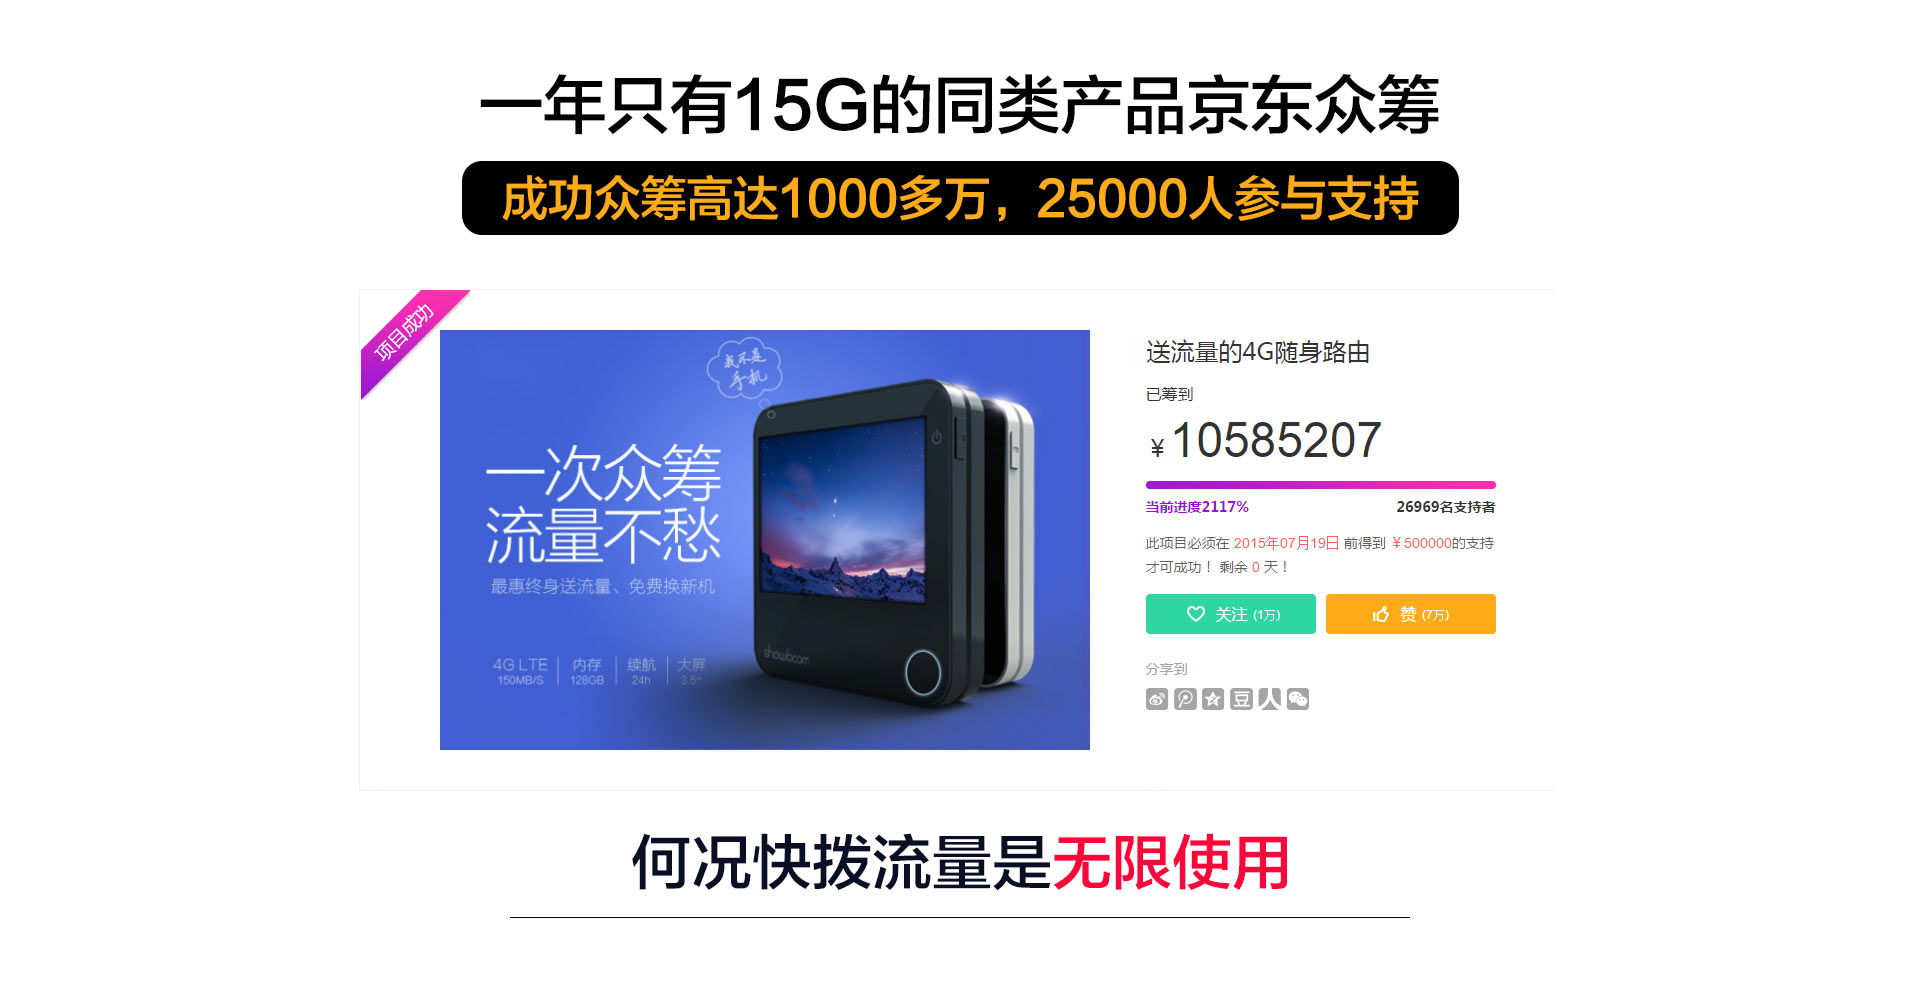 一年只有15G的同类产品京东众筹
成功众筹高达1000多万，25000人参与支持
项目成功
我不是
手机
一次众筹
流量不愁
最惠终身送流量、免费换新机
4G LTE 内存 续航 大屏
150MB/S 128GB 24h 3.5"
showboom
送流量的4G随身路由
已筹到
￥10585207
当前进度2117% 26969名支持者
此项目必须在 2015年07月19日 前得到 ￥500000的支持
才可成功！ 剩余 0 天！
关注 (1万) 赞 (7万)
分享到
豆 人
何况快拨流量是无限使用